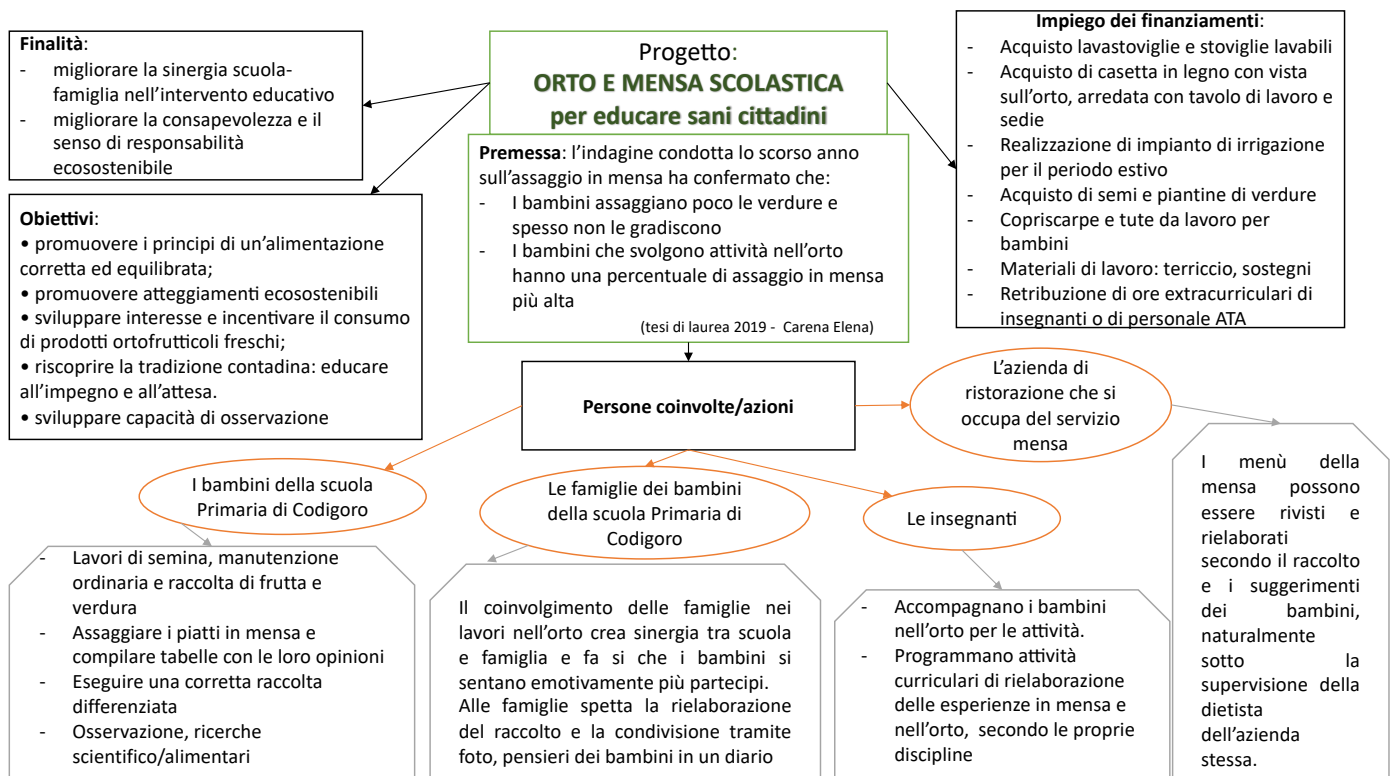 Finalità:
- migliorare la sinergia scuola-
famiglia nell'intervento educativo
- migliorare la consapevolezza e il
senso di responsabilità
ecosostenibile
Progetto:
ORTO E MENSA SCOLASTICA
per educare sani cittadini
Premessa: l'indagine condotta lo scorso anno
sull'assaggio in mensa ha confermato che:
- I bambini assaggiano poco le verdure e
spesso non le gradiscono
- I bambini che svolgono attività nell'orto
hanno una percentuale di assaggio in mensa
più alta
(tesi di laurea 2019 - Carena Elena)
Impiego dei finanziamenti:
- Acquisto lavastoviglie e stoviglie lavabili
- Acquisto di casetta in legno con vista
sull'orto, arredata con tavolo di lavoro e
sedie
- Realizzazione di impianto di irrigazione
per il periodo estivo
- Acquisto di semi e piantine di verdure
- Copriscarpe e tute da lavoro per
bambini
- Materiali di lavoro: terriccio, sostegni
- Retribuzione di ore extracurriculari di
insegnanti o di personale ATA
Obiettivi:
• promuovere i principi di un'alimentazione
corretta ed equilibrata;
• promuovere atteggiamenti ecosostenibili
• sviluppare interesse e incentivare il consumo
di prodotti ortofrutticoli freschi;
• riscoprire la tradizione contadina: educare
all'impegno e all'attesa.
• sviluppare capacità di osservazione
Persone coinvolte/azioni
L'azienda di
ristorazione che si
occupa del servizio
mensa
I bambini della scuola
Primaria di Codigoro
Le famiglie dei bambini
della scuola Primaria di
Codigoro
Le insegnanti
- Lavori di semina, manutenzione
ordinaria e raccolta di frutta e
verdura
- Assaggiare i piatti in mensa e
compilare tabelle con le loro opinioni
- Eseguire una corretta raccolta
differenziata
- Osservazione, ricerche
scientifico/alimentari
Il coinvolgimento delle famiglie nei
lavori nell'orto crea sinergia tra scuola
e famiglia e fa si che i bambini si
sentano emotivamente più partecipi.
Alle famiglie spetta la rielaborazione
del raccolto e la condivisione tramite
foto, pensieri dei bambini in un diario
- Accompagnano i bambini
nell'orto per le attività.
- Programmano attività
curriculari di rielaborazione
delle esperienze in mensa e
nell'orto, secondo le proprie
discipline
I menù della
mensa possono
essere rivisti e
rielaborati
secondo il raccolto
e i suggerimenti
dei bambini,
naturalmente
sotto la
supervisione della
dietista
dell'azienda
stessa.